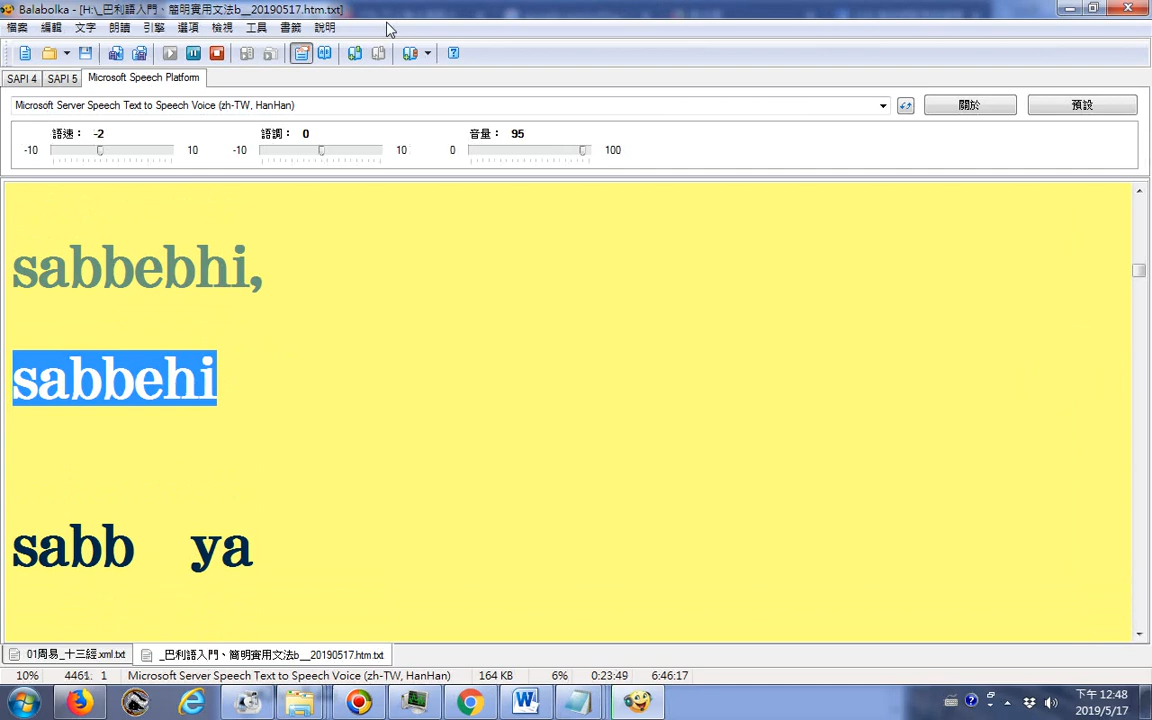 Balabolka - [H:\_巴利語入門、簡明實用文法b__20190517.htm.txt]
檔案 編輯 文字 朗讀 引擎 選項 檢視 工具 書籤 說明
SAPI 4 SAPI 5 Microsoft Speech Platform
Microsoft Server Speech Text to Speech Voice (zh-TW, HanHan) 關於 預設
語速： -2 語調： 0 音量： 95
-10 10 -10 10 0 100
sabbebhi,
sabbehi
sabb ya
01周易_十三經.xml.txt _巴利語入門、簡明實用文法b__20190517.htm.txt
10% 4461: 1 Microsoft Server Speech Text to Speech Voice (zh-TW, HanHan) 164 KB 6% 0:23:49 6:46:17
下午 12:48
2019/5/17